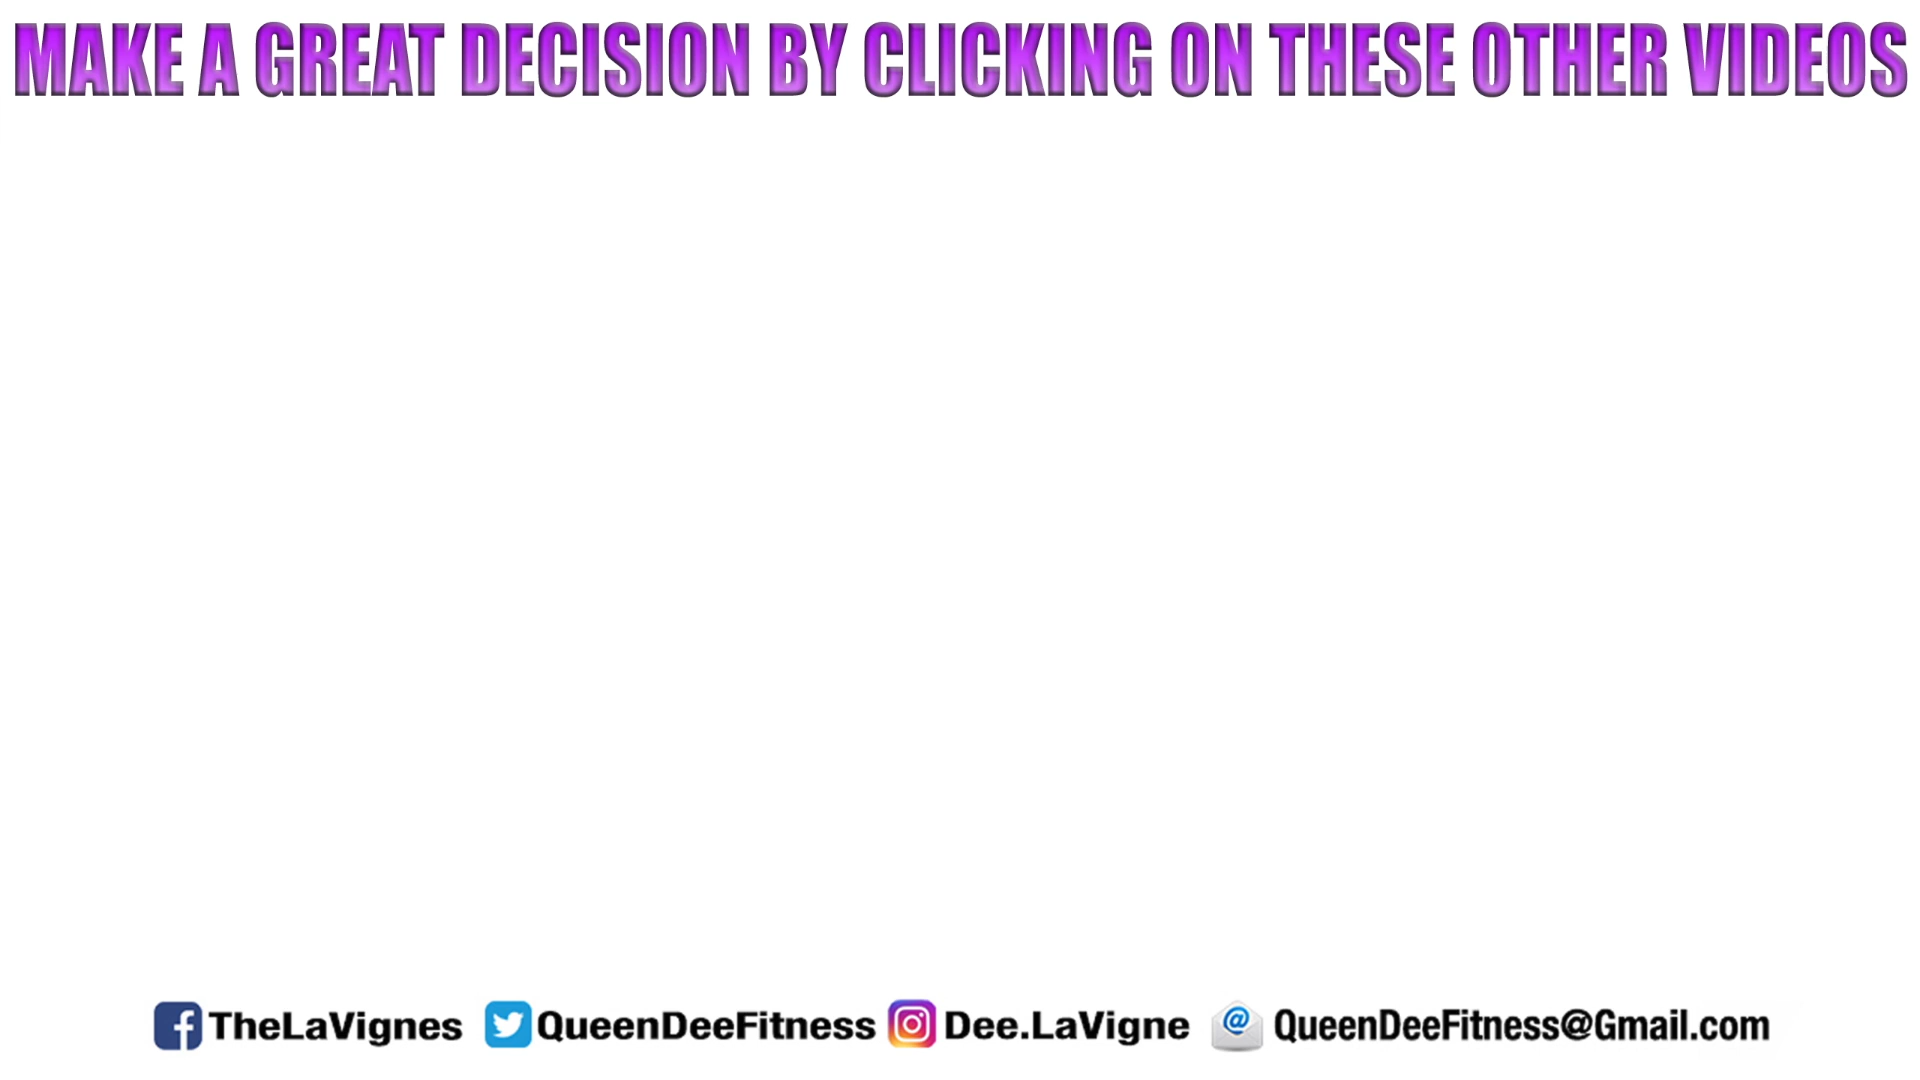 MAKE A GREAT DECISION BY CLICKING ON THESE OTHER VIDEOS
TheLaVignes QueenDeeFitness Dee.LaVigne QueenDeeFitness@Gmail.com